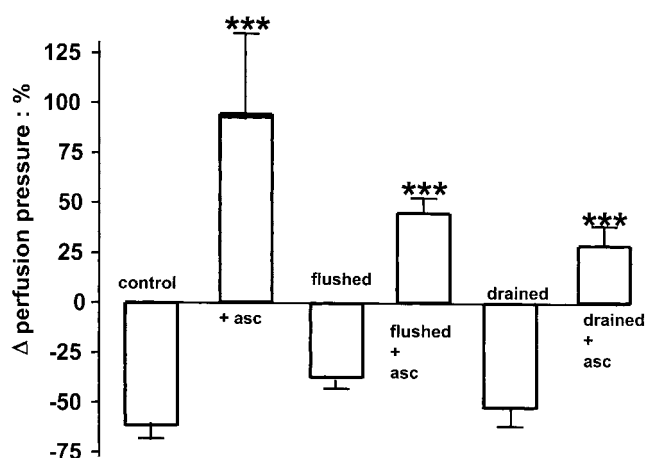 ***
125
100
75
50
25
0
-25
-50
-75
Δ perfusion pressure : %
control
+ asc
flushed
***
flushed
+
asc
drained
***
drained
+
asc